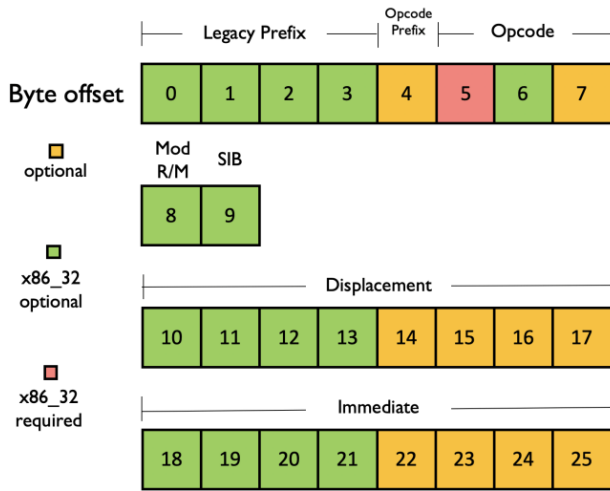 Legacy Prefix
Opcode
Prefix
Opcode
Byte offset
0 1 2 3 4 5 6 7
optional
Mod
R/M
SIB
8 9
x86_32
optional
Displacement
10 11 12 13 14 15 16 17
x86_32
required
Immediate
18 19 20 21 22 23 24 25